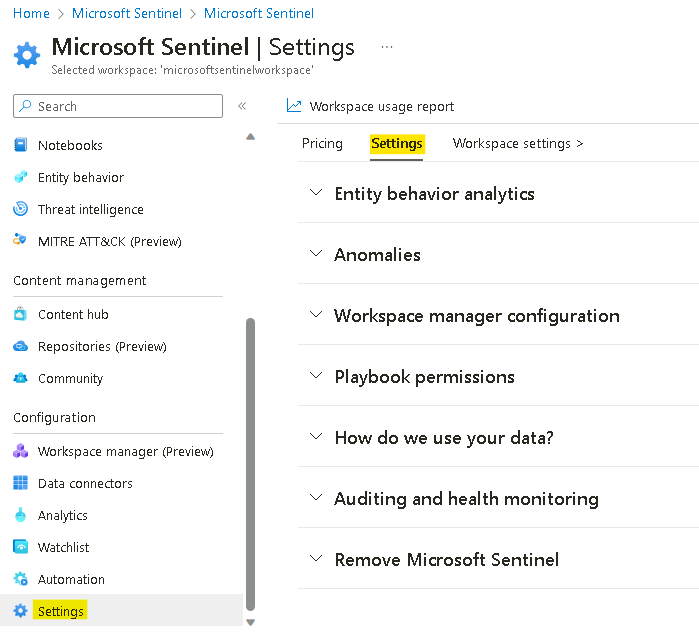 Home > Microsoft Sentinel > Microsoft Sentinel
Microsoft Sentinel | Settings ...
Selected workspace: 'microsoftsentinelworkspace'
Search «
Notebooks
Entity behavior
Threat intelligence
MITRE ATT&CK (Preview)
Content management
Content hub
Repositories (Preview)
Community
Configuration
Workspace manager (Preview)
Data connectors
Analytics
Watchlist
Automation
Settings
Workspace usage report
Pricing Settings Workspace settings >
Entity behavior analytics
Anomalies
Workspace manager configuration
Playbook permissions
How do we use your data?
Auditing and health monitoring
Remove Microsoft Sentinel